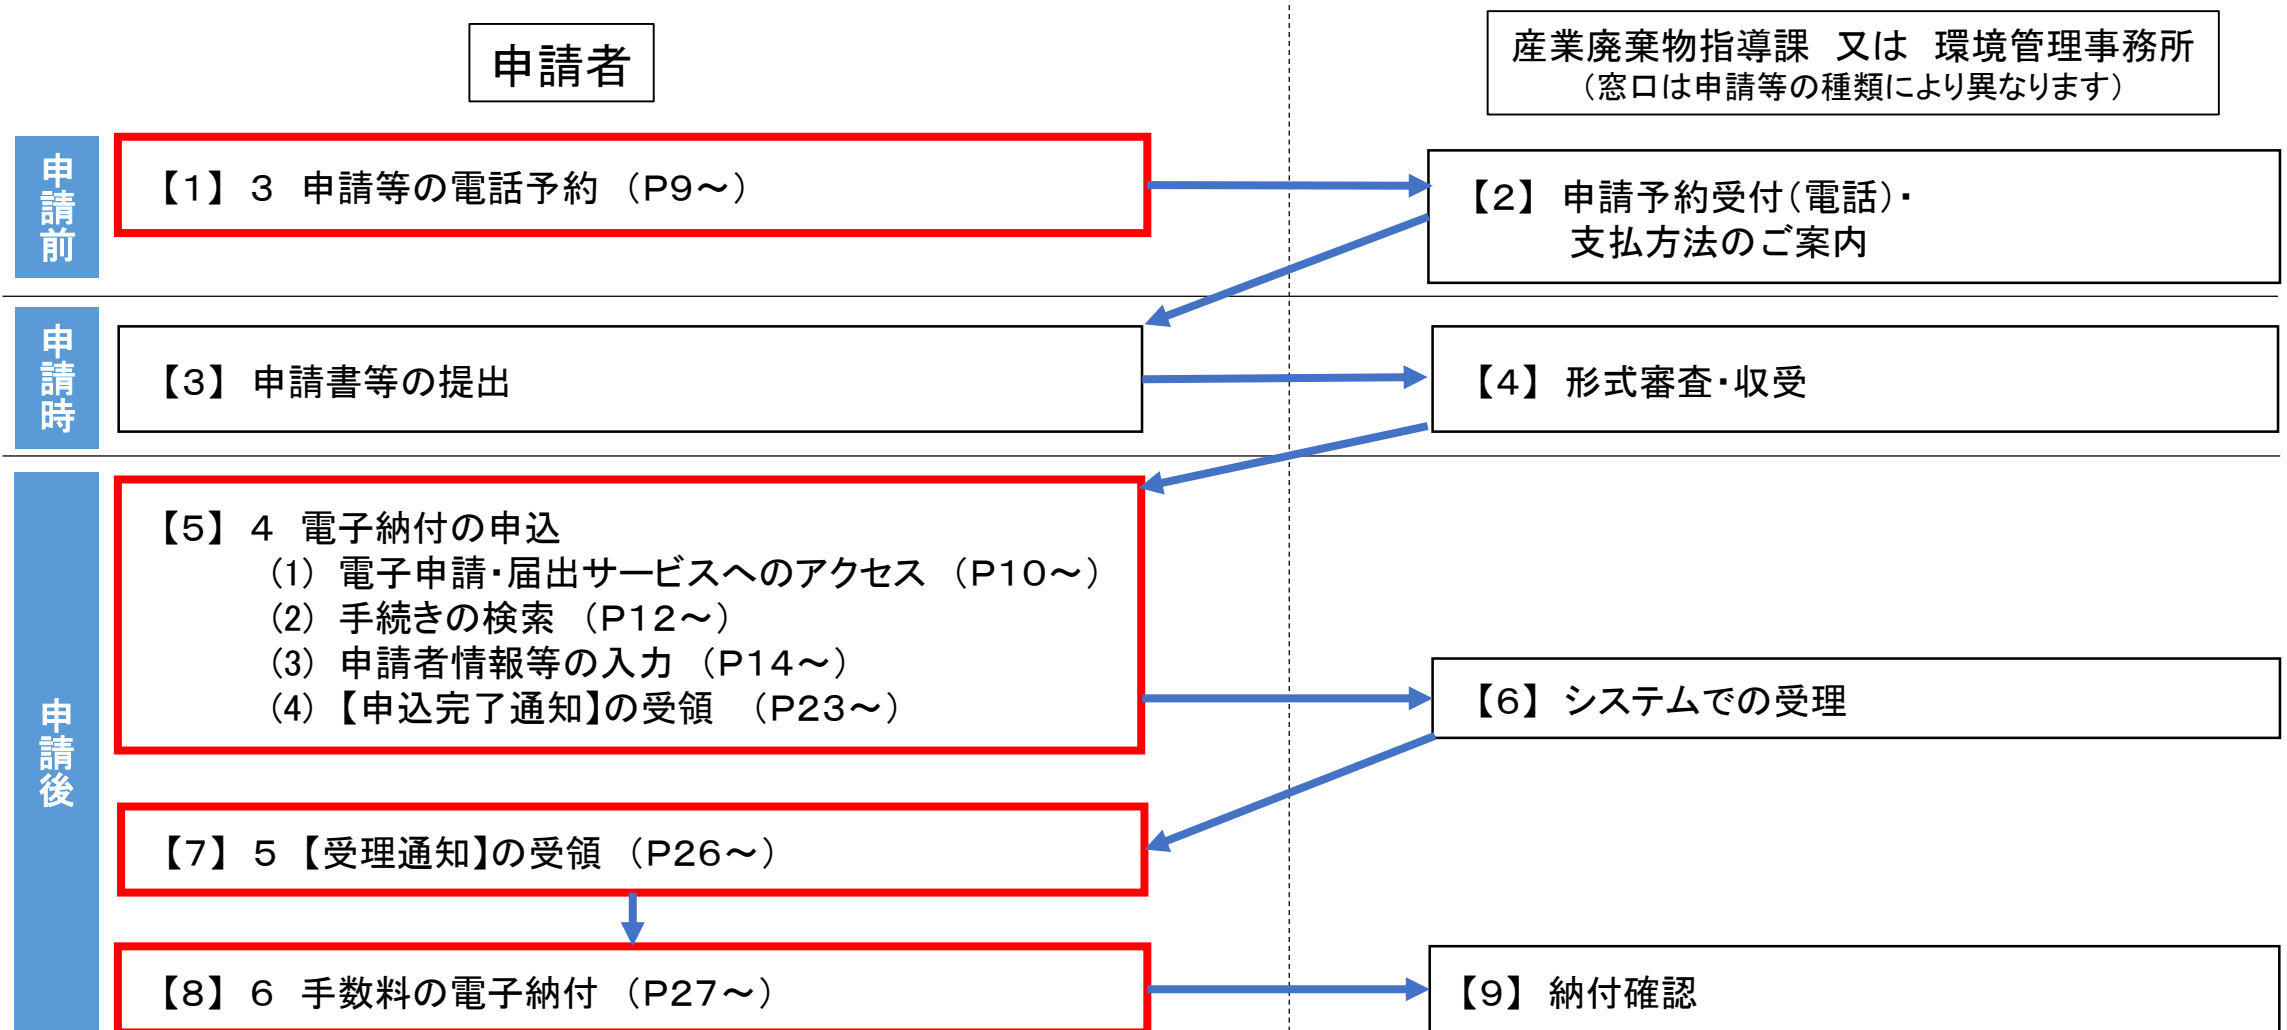 申請者
産業廃棄物指導課 又は 環境管理事務所
（窓口は申請等の種類により異なります）
申請前
【１】 ３ 申請等の電話予約 （Ｐ９～）
【２】 申請予約受付（電話）・
支払方法のご案内
申請時
【３】 申請書等の提出
【４】 形式審査・収受
申請後
【５】 ４ 電子納付の申込
(1) 電子申請・届出サービスへのアクセス （Ｐ１０～）
(2) 手続きの検索 （Ｐ１２～）
(3) 申請者情報等の入力 （Ｐ１４～）
(4) 【申込完了通知】の受領 （Ｐ２３～）
【６】 システムでの受理
【７】 ５ 【受理通知】の受領 （Ｐ２６～）
【８】 ６ 手数料の電子納付 （Ｐ２７～）
【９】 納付確認